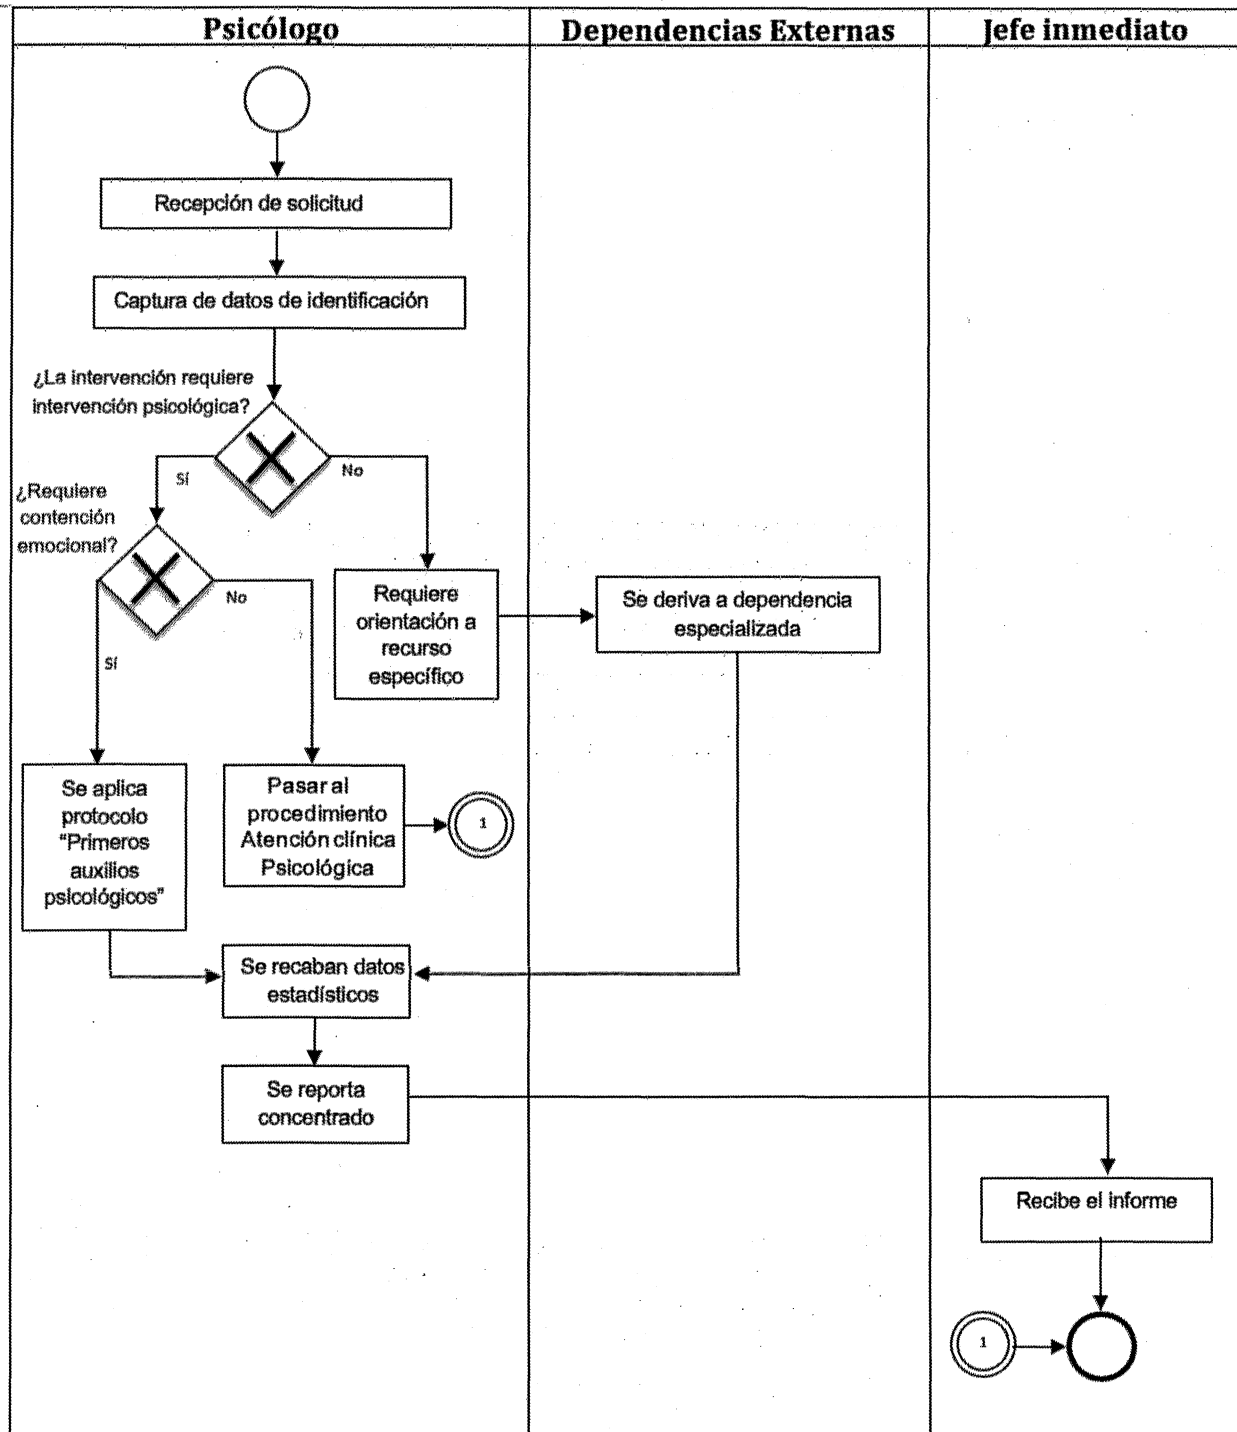 Psicólogo
Dependencias Externas
Jefe inmediato
Recepción de solicitud
Captura de datos de identificación
¿La intervención requiere
intervención psicológica?
Sí
No
¿Requiere
contención
emocional?
No
Sí
Requiere
orientación a
recurso
específico
Se deriva a dependencia
especializada
Se aplica
protocolo
"Primeros
auxilios
psicológicos"
Pasar al
procedimiento
Atención clínica
Psicológica
1
Se recaban datos
estadísticos
Se reporta
concentrado
Recibe el informe
1